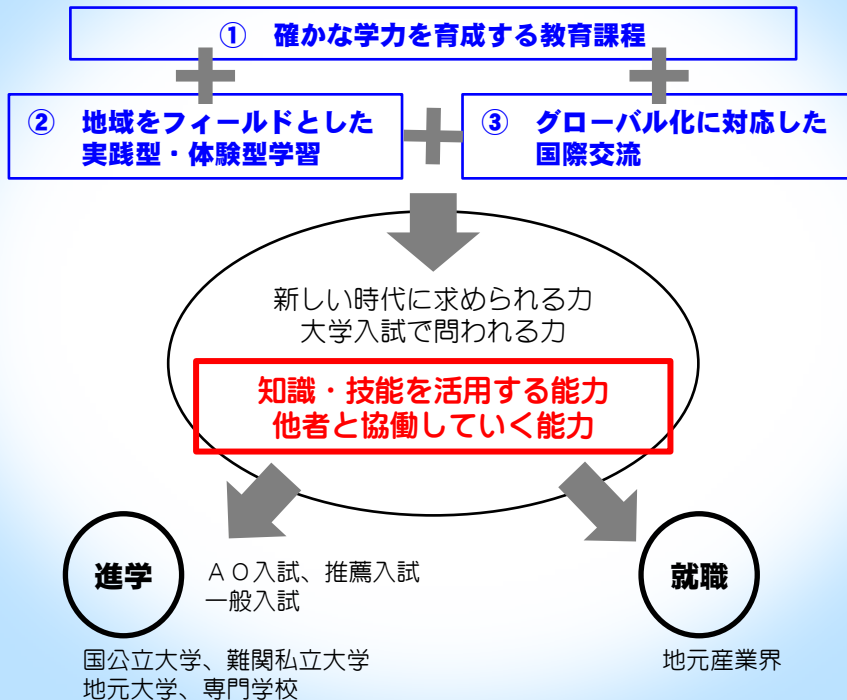 ① 確かな学力を育成する教育課程
② 地域をフィールドとした
実践型・体験型学習
③ グローバル化に対応した
国際交流
新しい時代に求められる力
大学入試で問われる力
知識・技能を活用する能力
他者と協働していく能力
進学
ＡＯ入試、推薦入試
一般入試
国公立大学、難関私立大学
地元大学、専門学校
就職
地元産業界